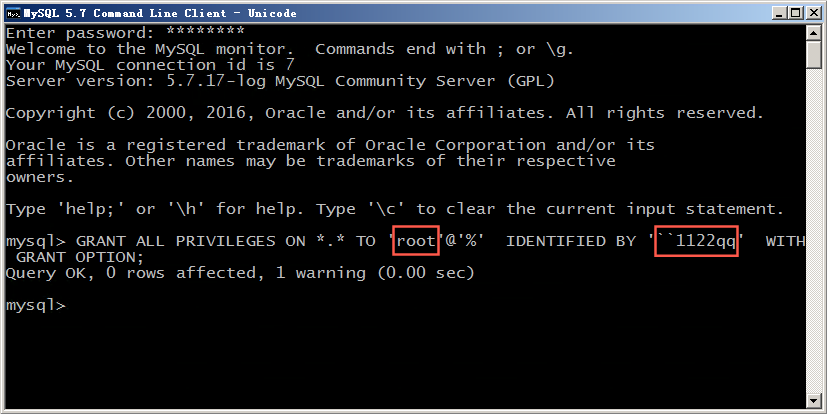 MySQL 5.7 Command Line Client - Unicode
Enter password: ********
Welcome to the MySQL monitor.  Commands end with ; or \g.
Your MySQL connection id is 7
Server version: 5.7.17-log MySQL Community Server (GPL)
Copyright (c) 2000, 2016, Oracle and/or its affiliates. All rights reserved.
Oracle is a registered trademark of Oracle Corporation and/or its
affiliates. Other names may be trademarks of their respective
owners.
Type 'help;' or '\h' for help. Type '\c' to clear the current input statement.
mysql> GRANT ALL PRIVILEGES ON *.* TO 'root'@'%'  IDENTIFIED BY '``1122qq'  WITH
 GRANT OPTION;
Query OK, 0 rows affected, 1 warning (0.00 sec)
mysql>